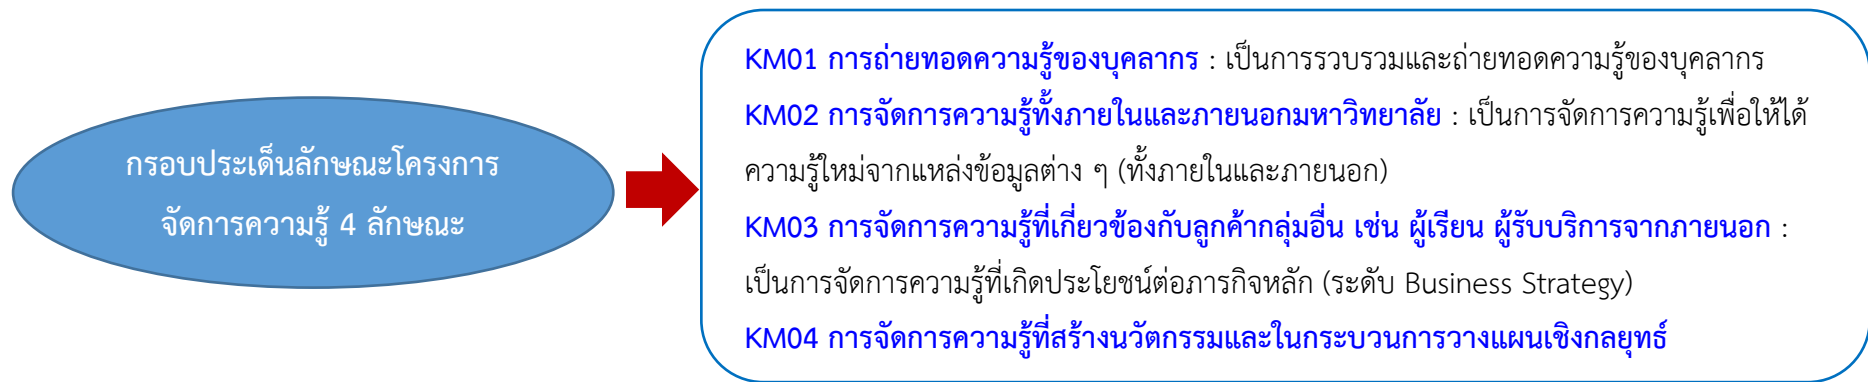 กรอบประเด็นลักษณะโครงการ
จัดการความรู้ 4 ลักษณะ
KM01 การถ่ายทอดความรู้ของบุคลากร : เป็นการรวบรวมและถ่ายทอดความรู้ของบุคลากร
KM02 การจัดการความรู้ทั้งภายในและภายนอกมหาวิทยาลัย : เป็นการจัดการความรู้เพื่อให้ได้
ความรู้ใหม่จากแหล่งข้อมูลต่าง ๆ (ทั้งภายในและภายนอก)
KM03 การจัดการความรู้ที่เกี่ยวข้องกับลูกค้ากลุ่มอื่น เช่น ผู้เรียน ผู้รับบริการจากภายนอก :
เป็นการจัดการความรู้ที่เกิดประโยชน์ต่อภารกิจหลัก (ระดับ Business Strategy)
KM04 การจัดการความรู้ที่สร้างนวัตกรรมและในกระบวนการวางแผนเชิงกลยุทธ์